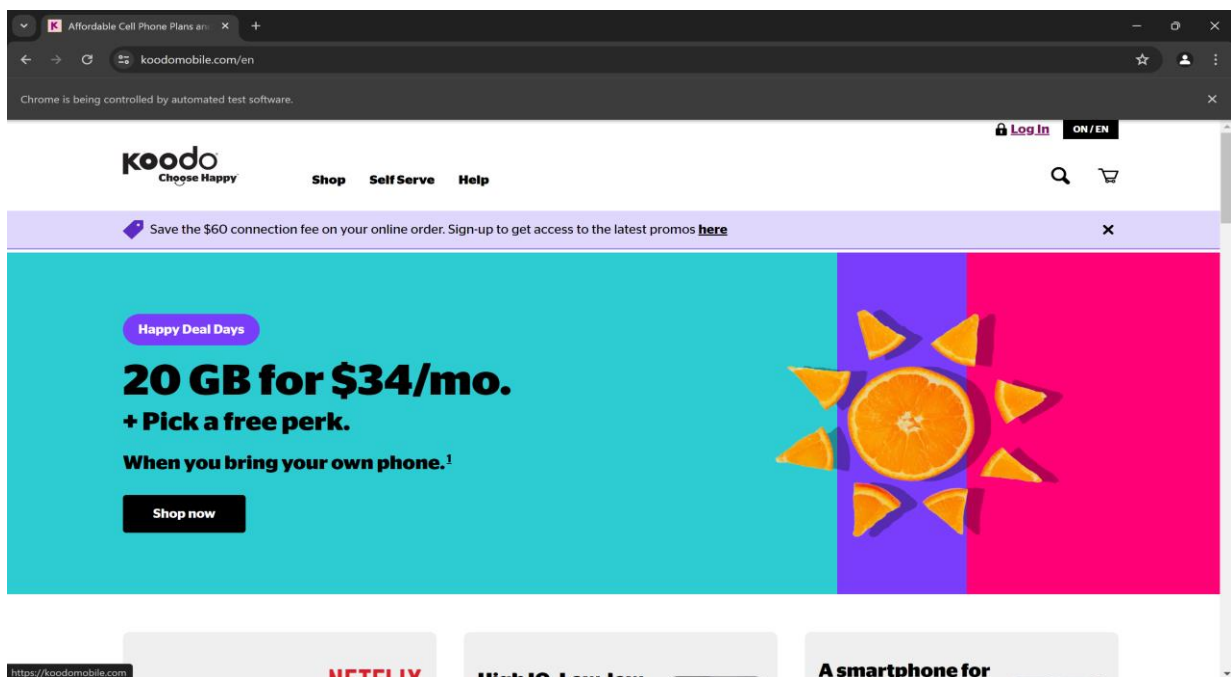 K Affordable Cell Phone Plans an
koodomobile.com/en
Chrome is being controlled by automated test software.
Log In ON / EN
koodo
Choose Happy
Shop Self Serve Help
Save the $60 connection fee on your online order. Sign-up to get access to the latest promos here
Happy Deal Days
20 GB for $34/mo.
+ Pick a free perk.
When you bring your own phone.1
Shop now
NETFLIX
A smartphone for
https://koodomobile.com